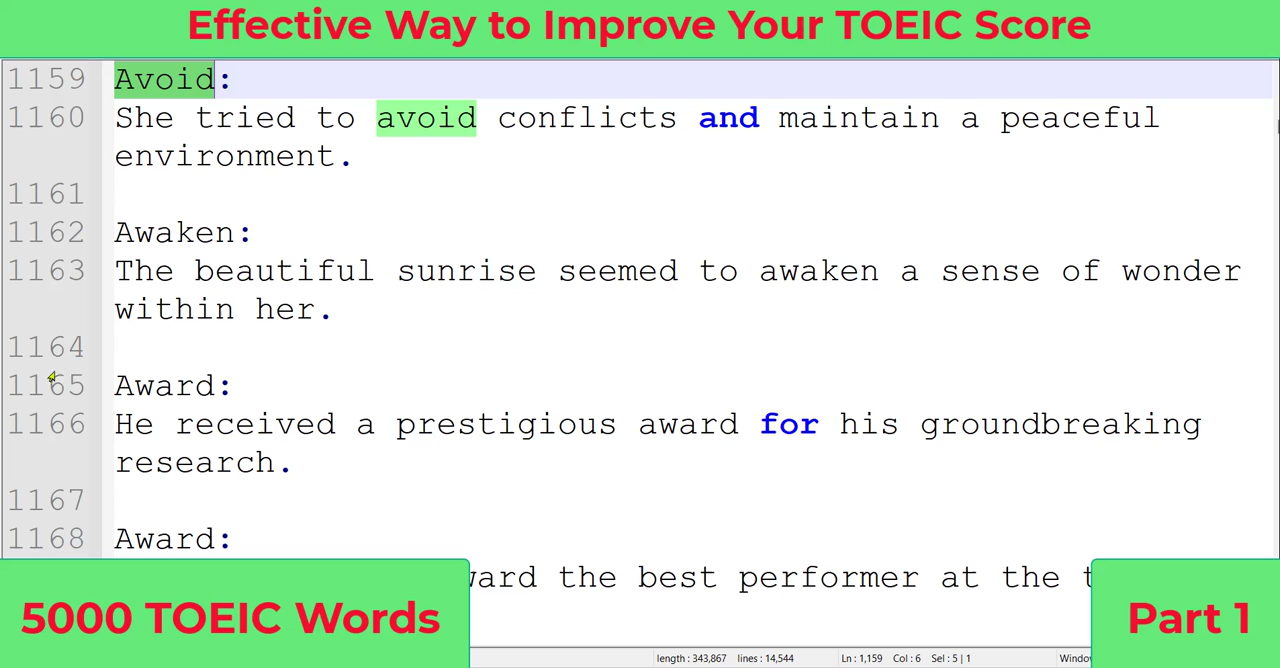 Effective Way to Improve Your TOEIC Score
1159 Avoid:
1160 She tried to avoid conflicts and maintain a peaceful
environment.
1161
1162 Awaken:
1163 The beautiful sunrise seemed to awaken a sense of wonder
within her.
1164
1165 Award:
1166 He received a prestigious award for his groundbreaking
research.
1167
1168 Award:
the best performer at the
5000 TOEIC Words
Part 1
length : 343,867 lines : 14,544 Ln : 1,159 Col : 6 Sel : 5 | 1